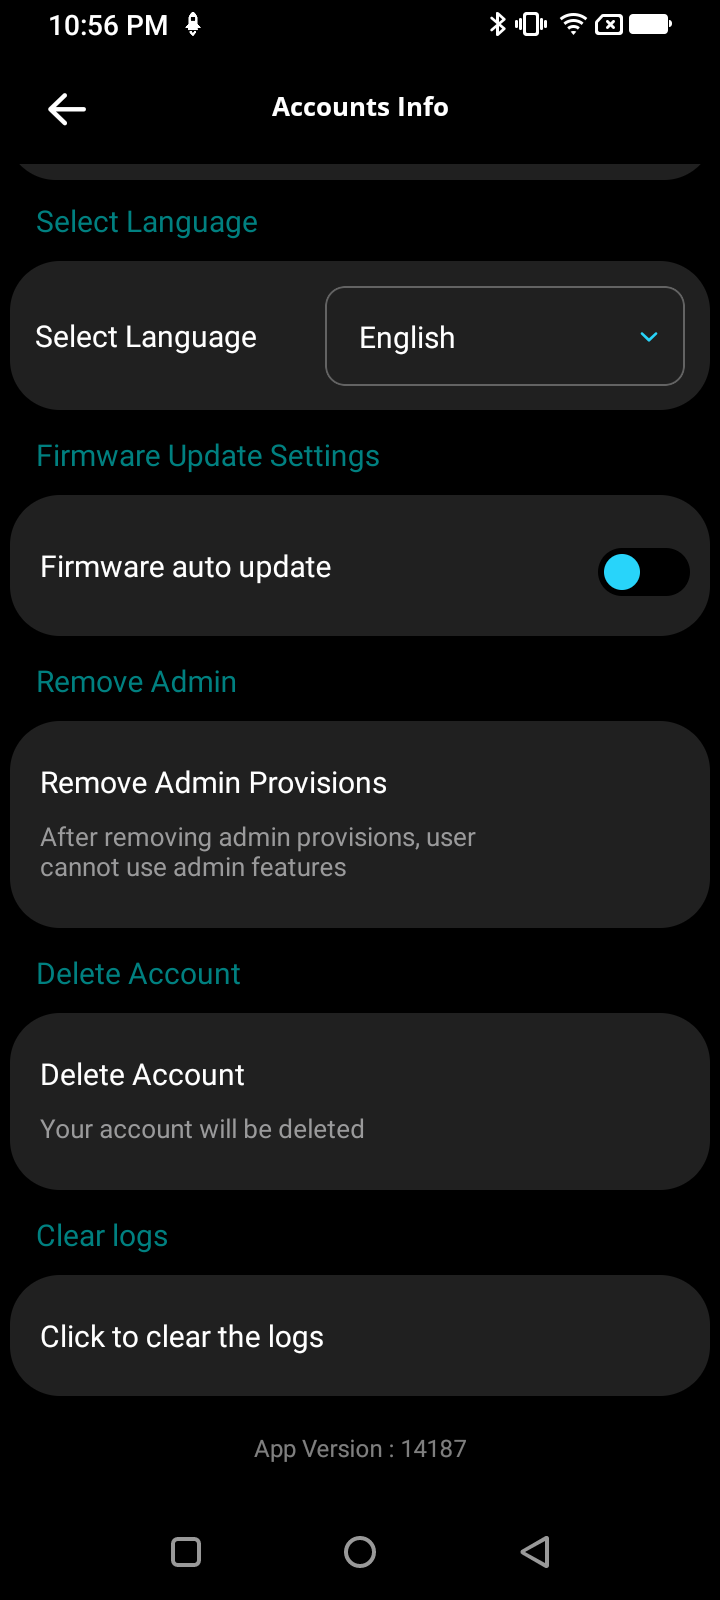 10:56 PM
Accounts Info
Select Language
Select Language
English
Firmware Update Settings
Firmware auto update
Remove Admin
Remove Admin Provisions
After removing admin provisions, user
cannot use admin features
Delete Account
Delete Account
Your account will be deleted
Clear logs
Click to clear the logs
App Version : 14187